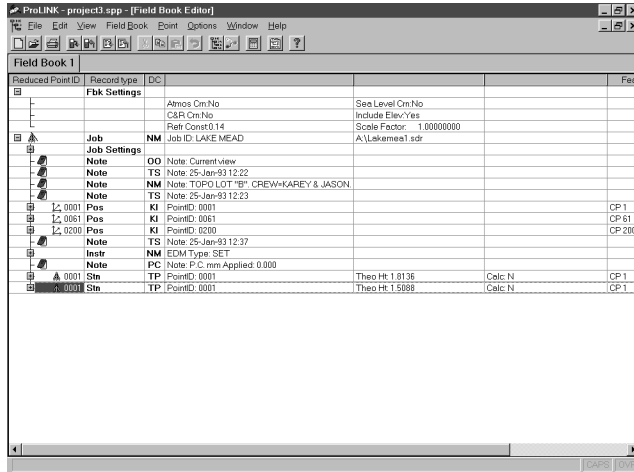 ProLINK - project3.spp - [Field Book Editor]
File Edit View Field Book Point Options Window Help
Field Book 1
Reduced Point ID Record type DC Fea
Fbk Settings
Atmos Crn:No Sea Level Crn:No
C&R Crn:No Include Elev:Yes
Refr Const:0.14 Scale Factor: 1.00000000
Job NM Job ID: LAKE MEAD A:\Lakemea1.sdr
Job Settings
Note OO Note: Current view
Note TS Note: 25-Jan-93 12:22
Note NM Note: TOPO LOT "B". CREW=KAREY & JASON.
Note TS Note: 25-Jan-93 12:23
0001 Pos KI PointID: 0001 CP 1
0061 Pos KI PointID: 0061 CP 61
0200 Pos KI PointID: 0200 CP 200
Note TS Note: 25-Jan-93 12:37
Instr NM EDM Type: SET
Note PC Note: P.C. mm Applied: 0.000
0001 Stn TP PointID: 0001 Theo Ht: 1.8136 Calc: N CP 1
0001 Stn TP PointID: 0001 Theo Ht: 1.5088 Calc: N CP 1
CAPS OVR